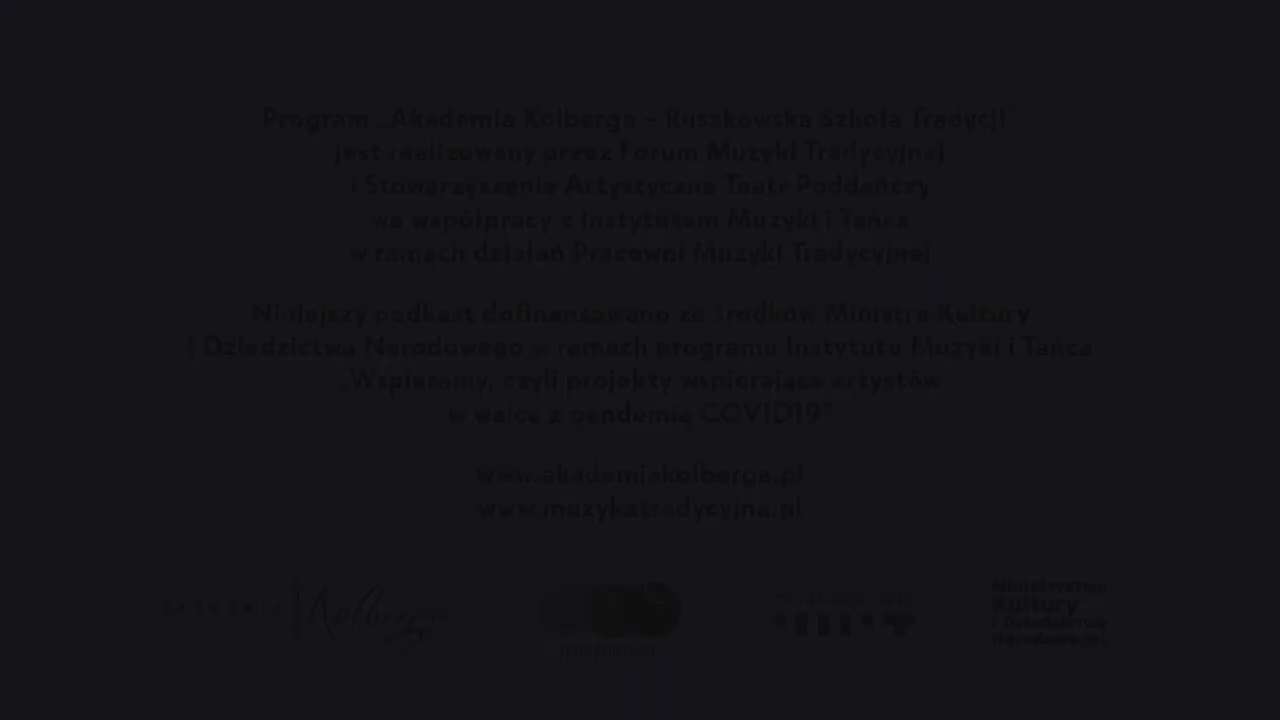 Program „Akademia Kolberga – Ruszkowska Szkoła Tradycji"
jest realizowany przez Forum Muzyki Tradycyjnej
i Stowarzyszenie Artystyczne Teatr Poddańczy
we współpracy z Instytutem Muzyki i Tańca
w ramach działań Pracowni Muzyki Tradycyjnej
Niniejszy podkast dofinansowano ze środków Ministra Kultury
i Dziedzictwa Narodowego w ramach programu Instytutu Muzyki i Tańca
„Wspieramy, czyli projekty wspierające artystów
w walce z pandemią COVID19"
www.akademiakolberga.pl
www.muzykatradycyjna.pl
Kolberga
Ministerstwo
Kultury
i Dziedzictwa
Narodowego